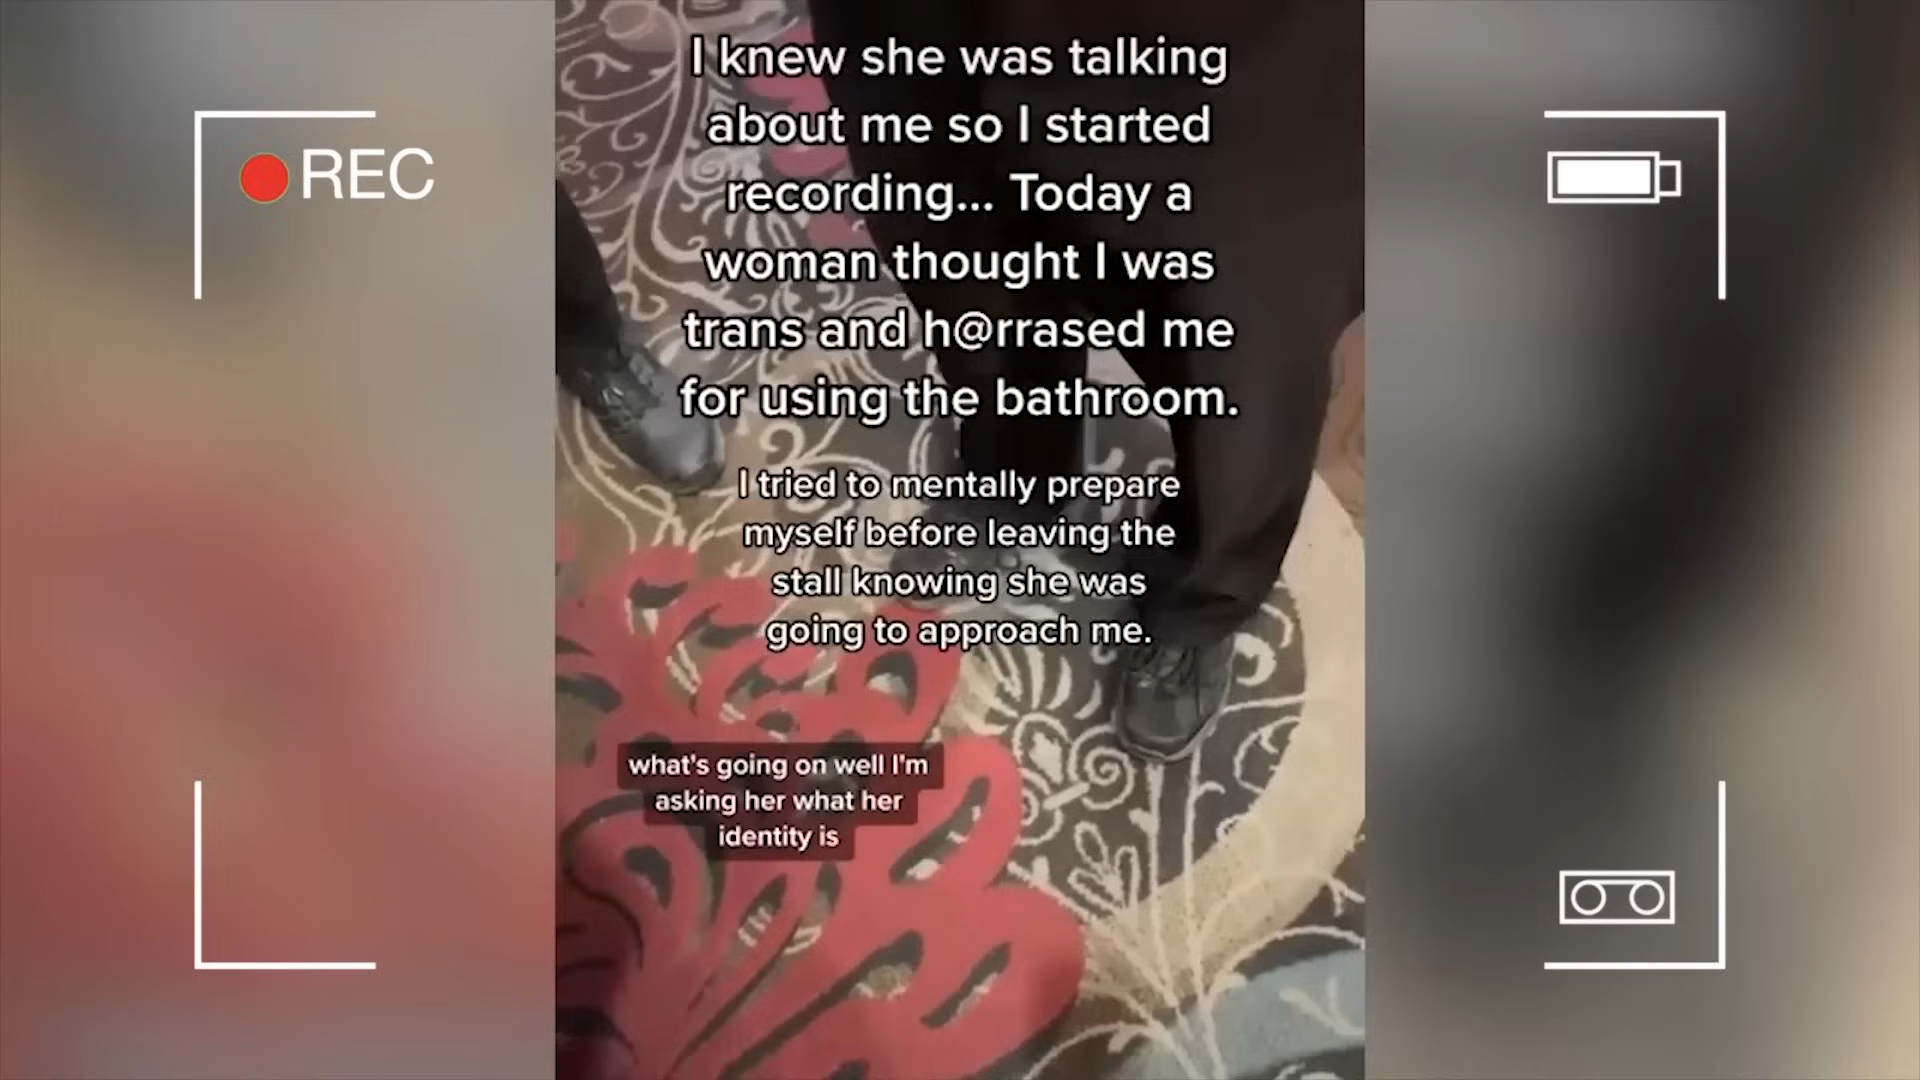 REC
I knew she was talking
about me so I started
recording... Today a
woman thought I was
trans and h@rrased me
for using the bathroom.
I tried to mentally prepare
myself before leaving the
stall knowing she was
going to approach me.
what's going on well I'm
asking her what her
identity is